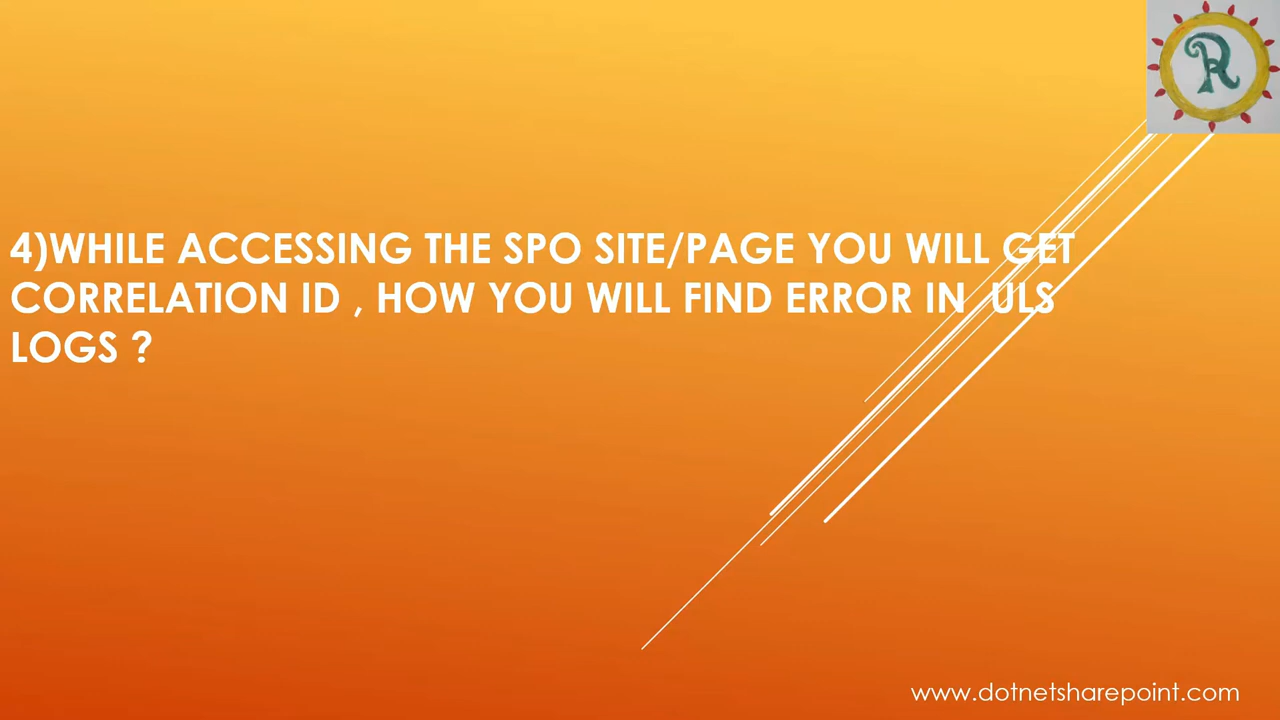 R
4)WHILE ACCESSING THE SPO SITE/PAGE YOU WILL GET
CORRELATION ID , HOW YOU WILL FIND ERROR IN  ULS
LOGS ?
www.dotnetsharepoint.com